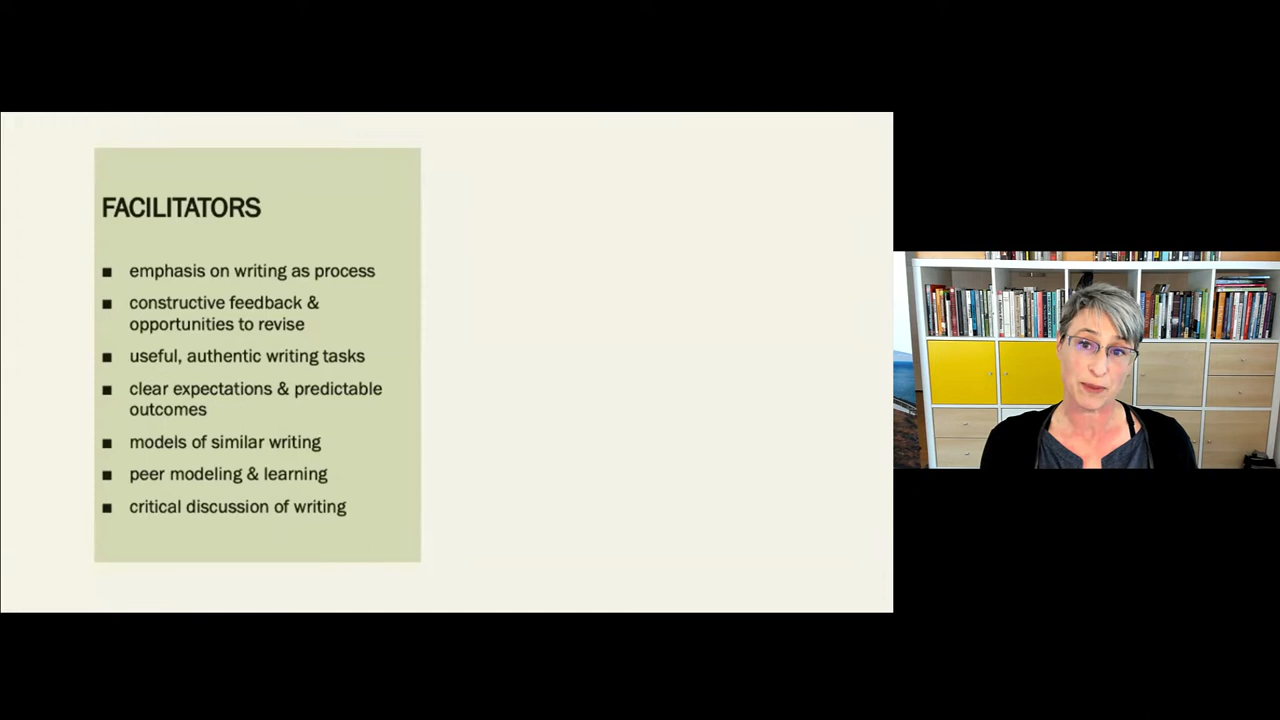 FACILITATORS
■ emphasis on writing as process
■ constructive feedback &
opportunities to revise
■ useful, authentic writing tasks
■ clear expectations & predictable
outcomes
■ models of similar writing
■ peer modeling & learning
■ critical discussion of writing